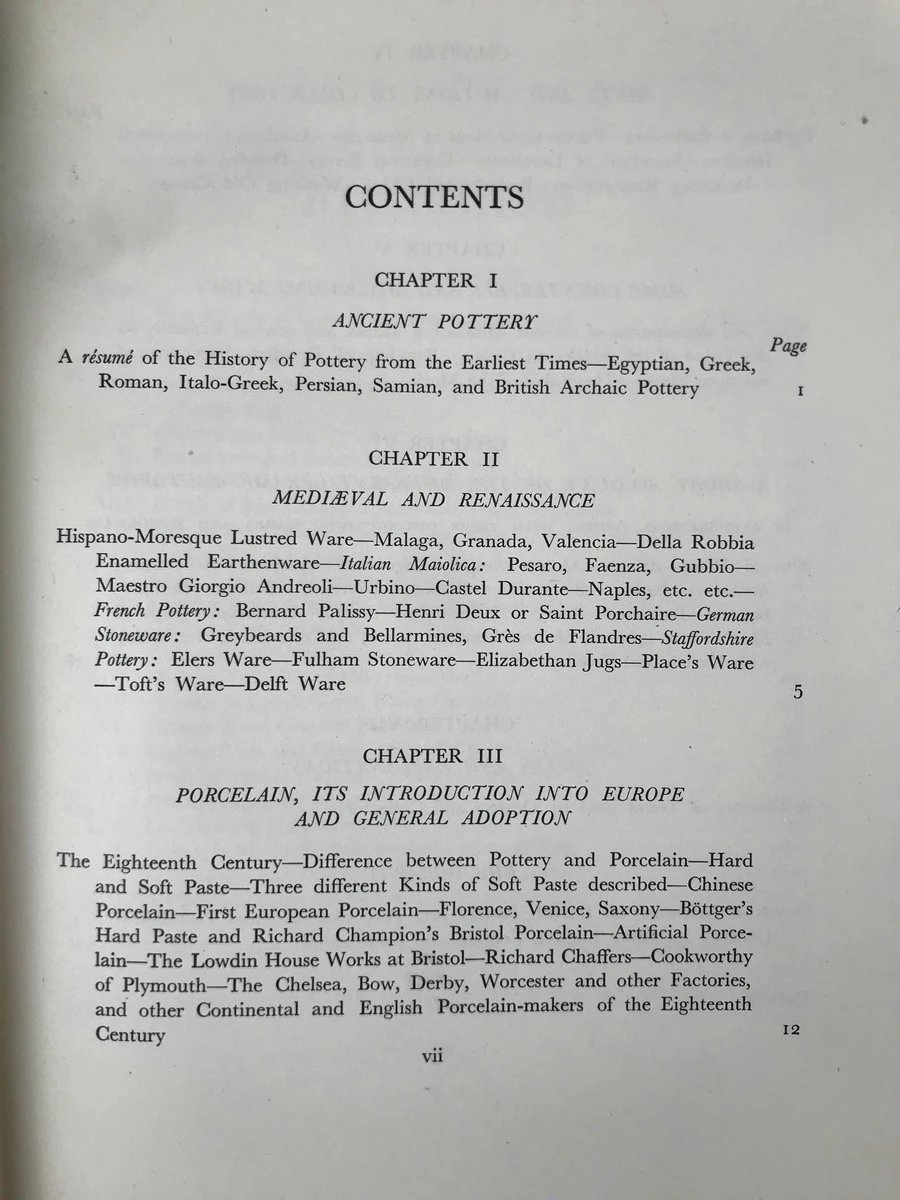 CONTENTS
CHAPTER I
ANCIENT POTTERY
Page
A résumé of the History of Pottery from the Earliest Times—Egyptian, Greek,
Roman, Italo-Greek, Persian, Samian, and British Archaic Pottery 1
CHAPTER II
MEDIÆVAL AND RENAISSANCE
Hispano-Moresque Lustred Ware—Malaga, Granada, Valencia—Della Robbia
Enamelled Earthenware—Italian Maiolica: Pesaro, Faenza, Gubbio—
Maestro Giorgio Andreoli—Urbino—Castel Durante—Naples, etc. etc.—
French Pottery: Bernard Palissy—Henri Deux or Saint Porchaire—German
Stoneware: Greybeards and Bellarmines, Grès de Flandres—Staffordshire
Pottery: Elers Ware—Fulham Stoneware—Elizabethan Jugs—Place's Ware
—Toft's Ware—Delft Ware 5
CHAPTER III
PORCELAIN, ITS INTRODUCTION INTO EUROPE
AND GENERAL ADOPTION
The Eighteenth Century—Difference between Pottery and Porcelain—Hard
and Soft Paste—Three different Kinds of Soft Paste described—Chinese
Porcelain—First European Porcelain—Florence, Venice, Saxony—Böttger's
Hard Paste and Richard Champion's Bristol Porcelain—Artificial Porce-
lain—The Lowdin House Works at Bristol—Richard Chaffers—Cookworthy
of Plymouth—The Chelsea, Bow, Derby, Worcester and other Factories,
and other Continental and English Porcelain-makers of the Eighteenth
Century 12
vii